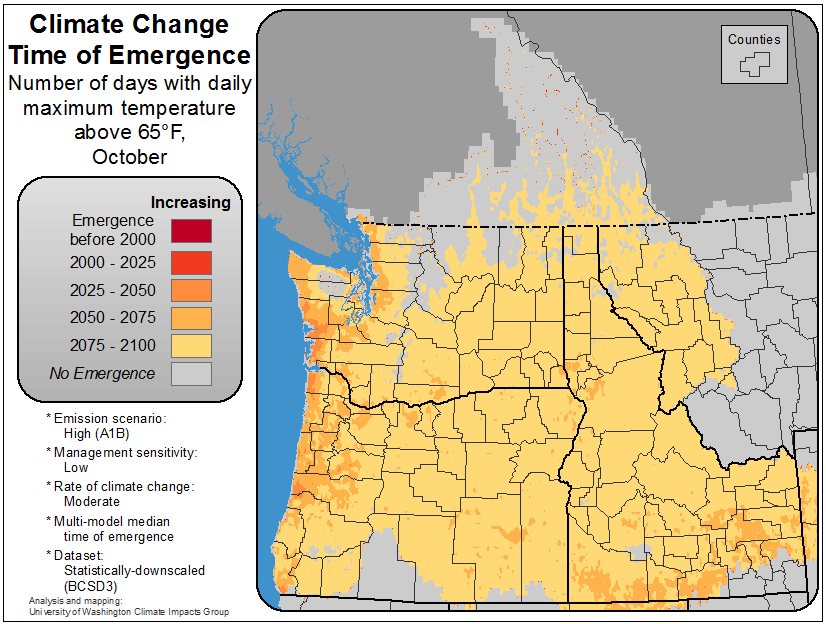 Climate Change
Time of Emergence
Number of days with daily
maximum temperature
above 65°F,
October
Counties
Increasing
Emergence
before 2000
2000 - 2025
2025 - 2050
2050 - 2075
2075 - 2100
No Emergence
* Emission scenario:
High (A1B)
* Management sensitivity:
Low
* Rate of climate change:
Moderate
* Multi-model median
time of emergence
* Dataset:
Statistically-downscaled
(BCSD3)
Analysis and mapping:
University of Washington Climate Impacts Group